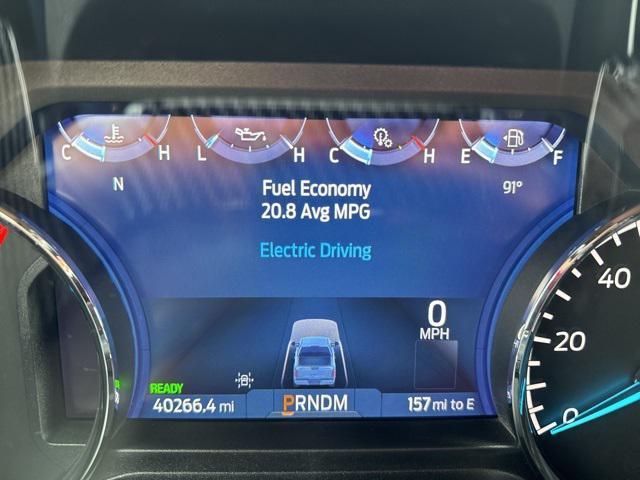 C H L H C H E F
N 91°
Fuel Economy
20.8 Avg MPG
Electric Driving
40
0
MPH
20
READY
40266.4 mi PRNDM 157 mi to E
0